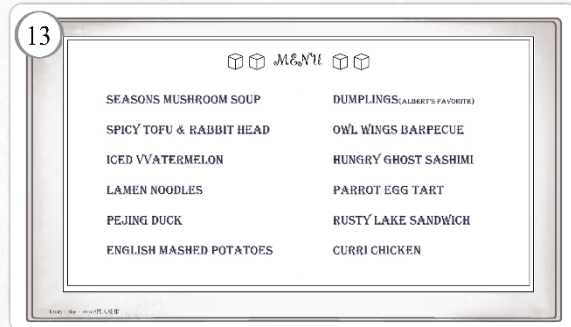 13
MENU
SEASONS MUSHROOM SOUP
SPICY TOFU & RABBIT HEAD
ICED VVATERMELON
LAMEN NOODLES
PEJING DUCK
ENGLISH MASHED POTATOES
DUMPLINGS(ALBERT'S FAVORITE)
OWL WINGS BARPECUE
HUNGRY GHOST SASHIMI
PARROT EGG TART
RUSTY LAKE SANDWICH
CURRI CHICKEN